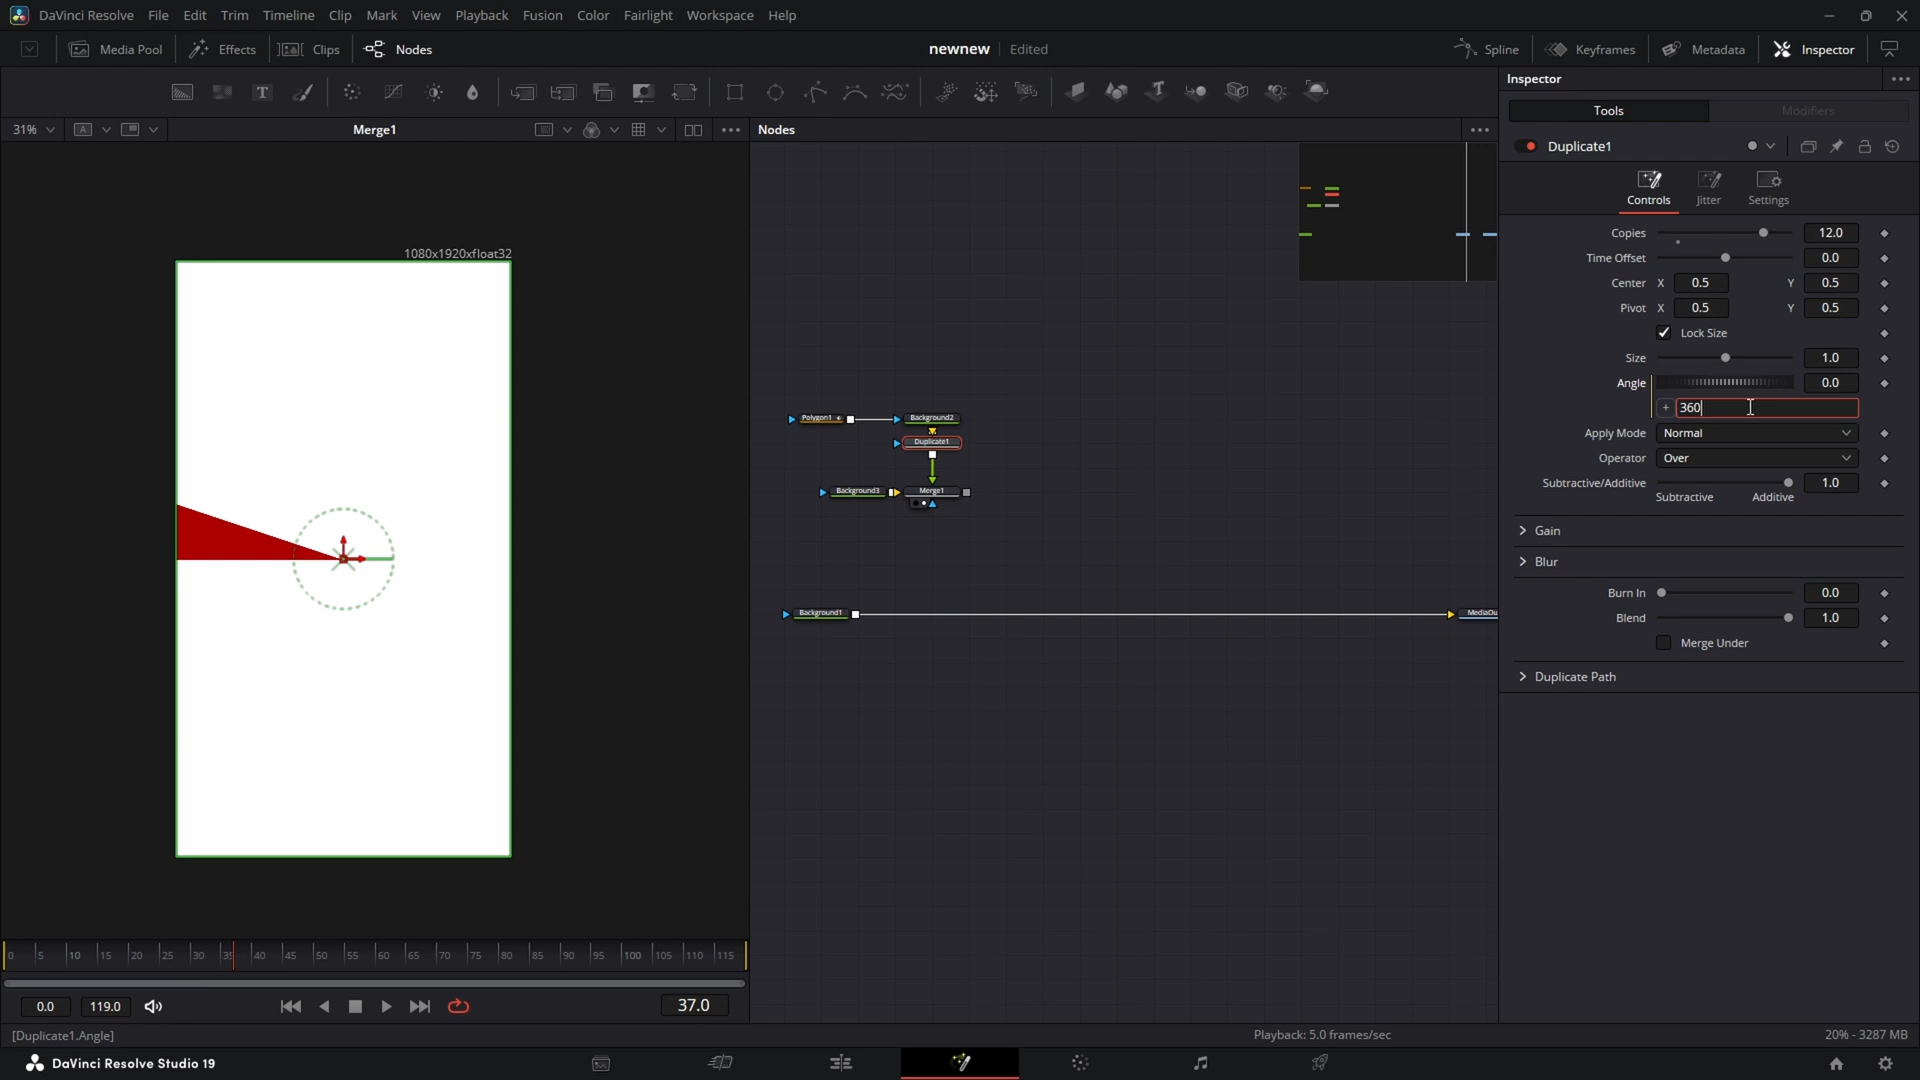 DaVinci Resolve File Edit Trim Timeline Clip Mark View Playback Fusion Color Fairlight Workspace Help
Media Pool Effects Clips Nodes newnew Edited Spline Keyframes Metadata Inspector
Inspector
Tools Modifiers
31% A Merge1 Nodes
Duplicate1
Controls Jitter Settings
Copies 12.0
Time Offset 0.0
Center X 0.5 Y 0.5
Pivot X 0.5 Y 0.5
Lock Size
Size 1.0
Angle 0.0
+ 360
Apply Mode Normal
Operator Over
Subtractive/Additive 1.0
Subtractive Additive
Gain
Blur
Burn In 0.0
Blend 1.0
Merge Under
Duplicate Path
1080x1920xfloat32
Polygon1 Background2
Duplicate1
Background3 Merge1
Background1 MediaOu
0 5 10 15 20 25 30 35 40 45 50 55 60 65 70 75 80 85 90 95 100 105 110 115
0.0 119.0 37.0
[Duplicate1.Angle] Playback: 5.0 frames/sec 20% - 3287 MB
DaVinci Resolve Studio 19